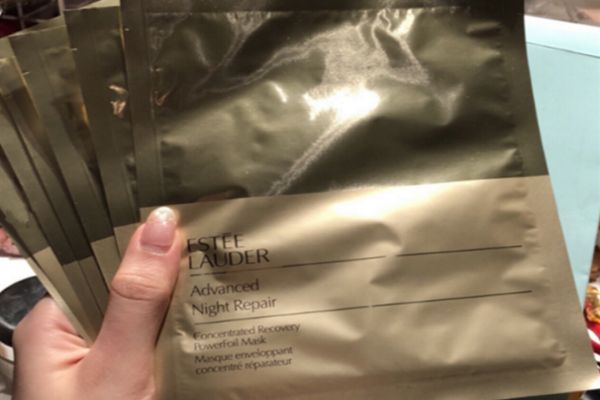 ESTĒE
LAUDER
Advanced
Night Repair
Concentrated Recovery
PowerFoil Mask
Masque enveloppant
concentré réparateur